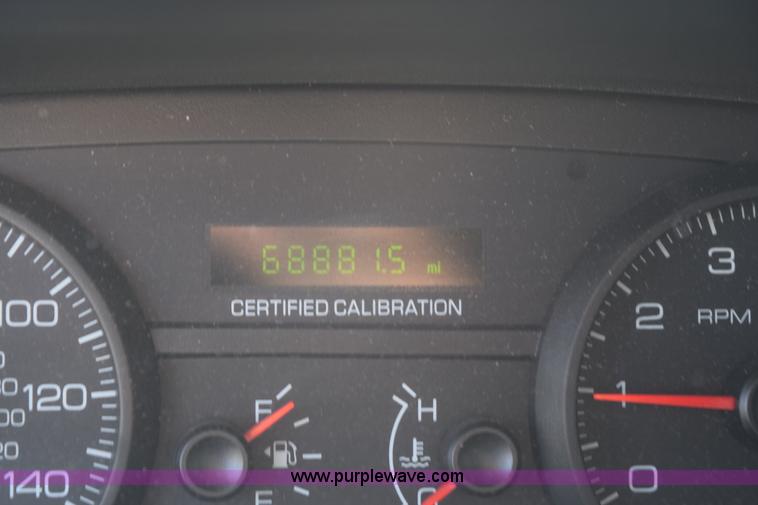 68881.5 mi
CERTIFIED CALIBRATION
100
120
140
3
2
RPM
1
0
F
H
E
C
www.purplewave.com